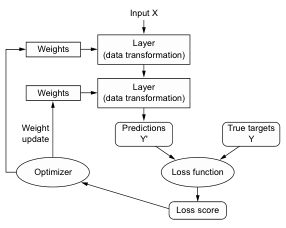 Input X
Weights
Layer
(data transformation)
Weights
Layer
(data transformation)
Weight
update
Predictions
Y'
True targets
Y
Optimizer
Loss function
Loss score